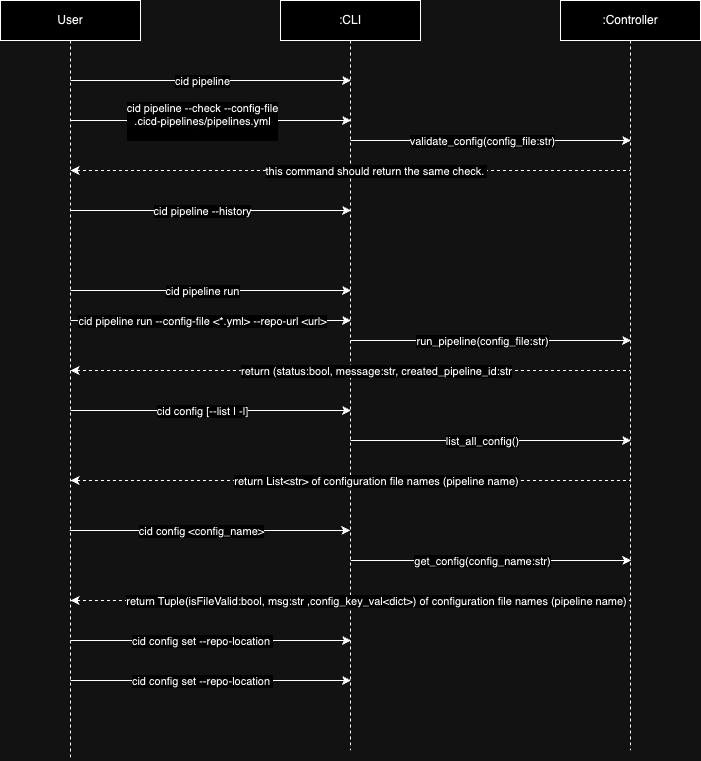 User
:CLI
:Controller
cid pipeline
cid pipeline --check --config-file
.cicd-pipelines/pipelines.yml
validate_config(config_file:str)
this command should return the same check.
cid pipeline --history
cid pipeline run
cid pipeline run --config-file <*.yml> --repo-url <url>
run_pipeline(config_file:str)
return (status:bool, message:str, created_pipeline_id:str
cid config [--list | -l]
list_all_config()
return List<str> of configuration file names (pipeline name)
cid config <config_name>
get_config(config_name:str)
return Tuple(isFileValid:bool, msg:str ,config_key_val<dict>) of configuration file names (pipeline name)
cid config set --repo-location
cid config set --repo-location